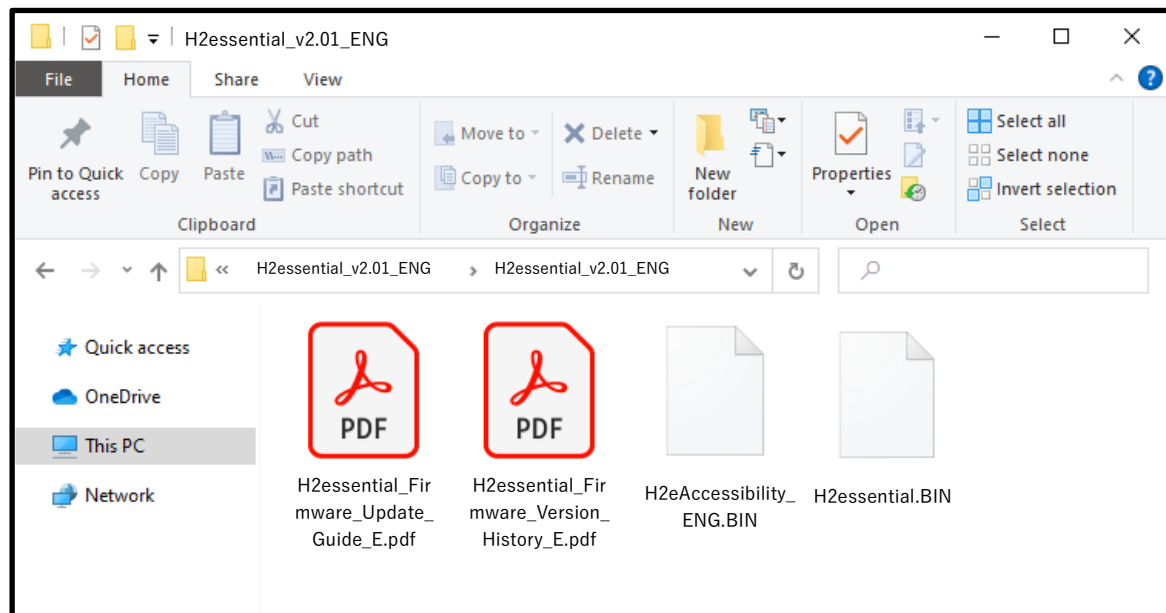 H2essential_v2.01_ENG
File Home Share View
Pin to Quick
access
Copy
Paste
Cut
Copy path
Paste shortcut
Clipboard
Move to
Copy to
Delete
Rename
Organize
New
folder
New
Properties
Open
Select all
Select none
Invert selection
Select
H2essential_v2.01_ENG > H2essential_v2.01_ENG
Quick access
OneDrive
This PC
Network
PDF
H2essential_Fir
mware_Update_
Guide_E.pdf
PDF
H2essential_Fir
mware_Version_
History_E.pdf
H2eAccessibility_
ENG.BIN
H2essential.BIN